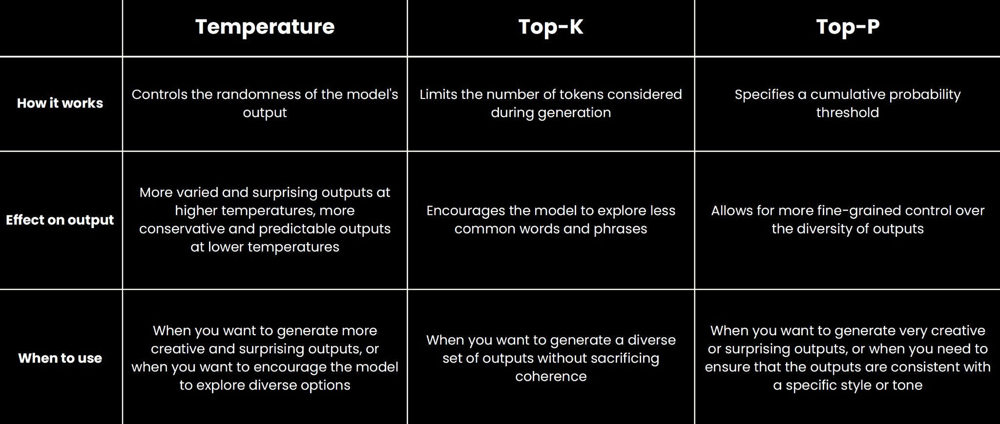 Temperature
Top-K
Top-P
How it works
Controls the randomness of the model's
output
Limits the number of tokens considered
during generation
Specifies a cumulative probability
threshold
Effect on output
More varied and surprising outputs at
higher temperatures, more
conservative and predictable outputs
at lower temperatures
Encourages the model to explore less
common words and phrases
Allows for more fine-grained control over
the diversity of outputs
When to use
When you want to generate more
creative and surprising outputs, or
when you want to encourage the model
to explore diverse options
When you want to generate a diverse
set of outputs without sacrificing
coherence
When you want to generate very creative
or surprising outputs, or when you need to
ensure that the outputs are consistent with
a specific style or tone